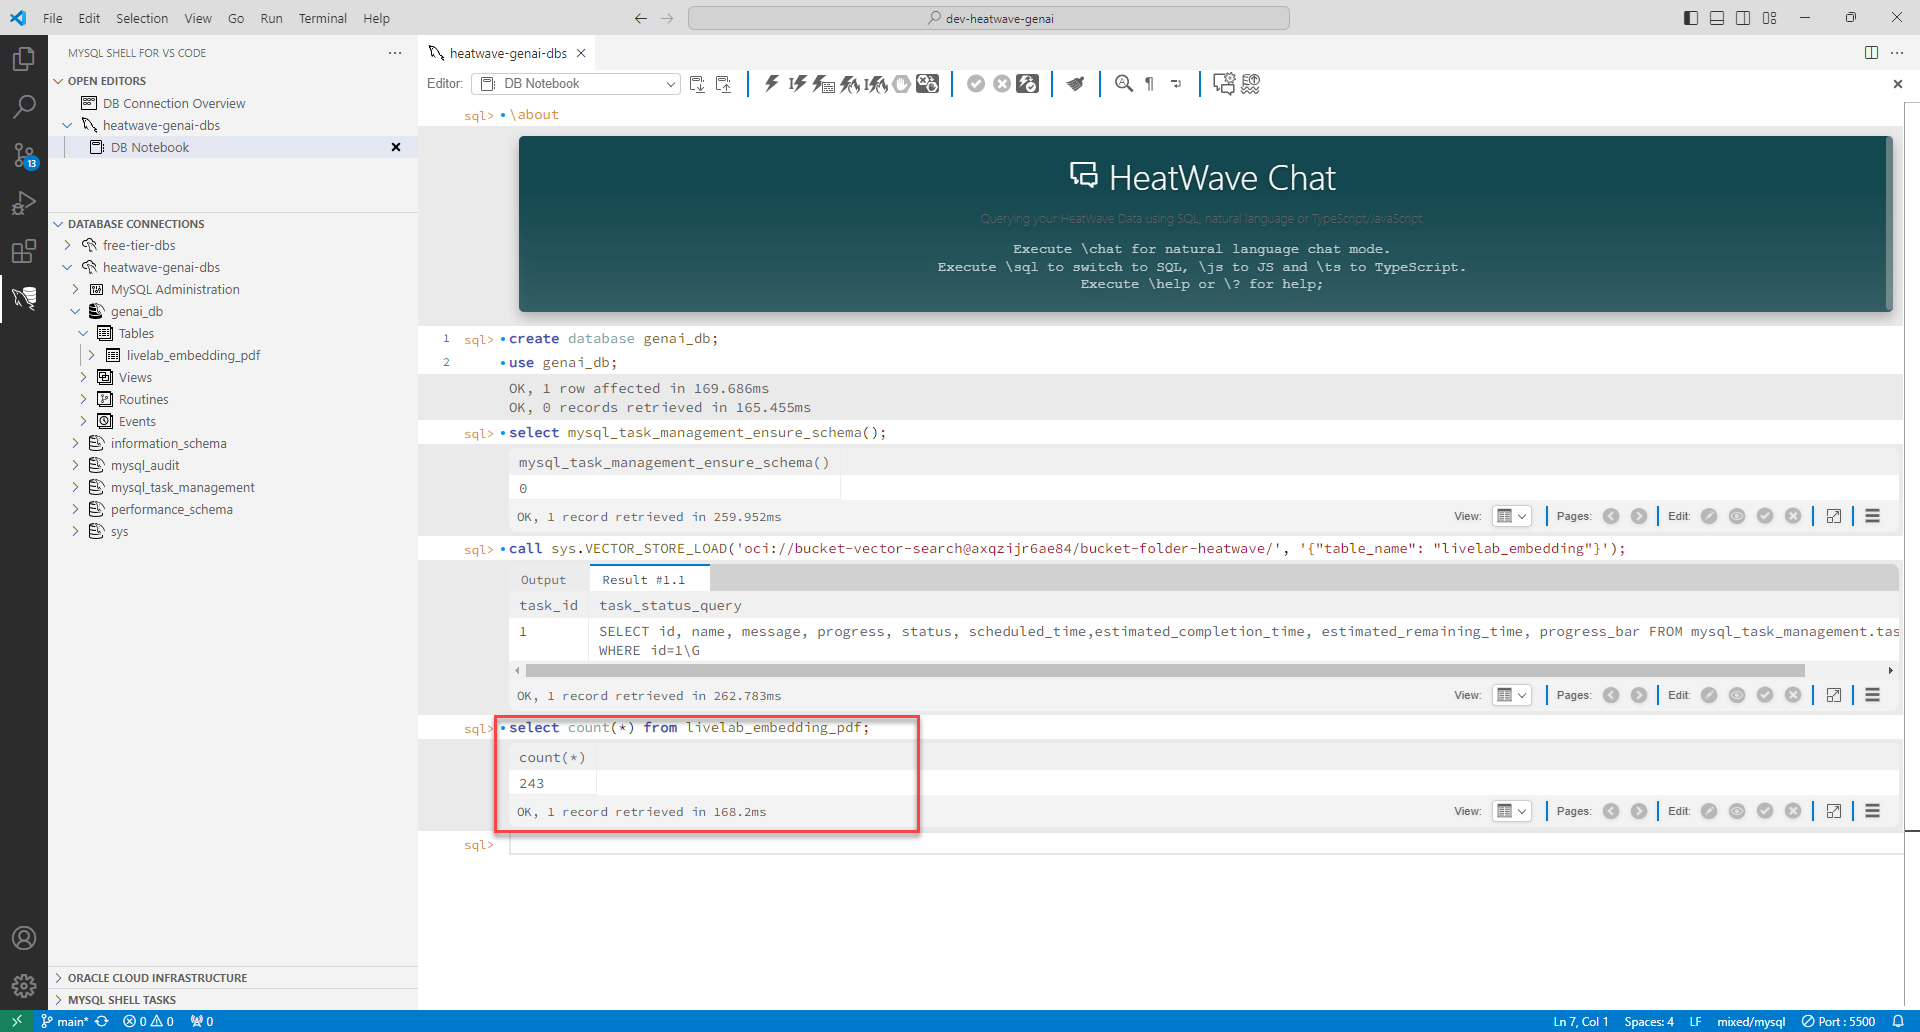 File Edit Selection View Go Run Terminal Help
dev-heatwave-genai
MYSQL SHELL FOR VS CODE
OPEN EDITORS
DB Connection Overview
heatwave-genai-dbs
DB Notebook
13
DATABASE CONNECTIONS
free-tier-dbs
heatwave-genai-dbs
MySQL Administration
genai_db
Tables
livelab_embedding_pdf
Views
Routines
Events
information_schema
mysql_audit
mysql_task_management
performance_schema
sys
ORACLE CLOUD INFRASTRUCTURE
MYSQL SHELL TASKS
heatwave-genai-dbs
Editor: DB Notebook
sql> \about
HeatWave Chat
Querying your HeatWave Data using SQL, natural language or TypeScript/JavaScript.
Execute \chat for natural language chat mode.
Execute \sql to switch to SQL, \js to JS and \ts to TypeScript.
Execute \help or \? for help;
1 sql> create database genai_db;
2 use genai_db;
OK, 1 row affected in 169.686ms
OK, 0 records retrieved in 165.455ms
sql> select mysql_task_management_ensure_schema();
mysql_task_management_ensure_schema()
0
OK, 1 record retrieved in 259.952ms
View: Pages: Edit:
sql> call sys.VECTOR_STORE_LOAD('oci://bucket-vector-search@axqzijr6ae84/bucket-folder-heatwave/', '{"table_name": "livelab_embedding"}');
Output Result #1.1
task_id task_status_query
1 SELECT id, name, message, progress, status, scheduled_time,estimated_completion_time, estimated_remaining_time, progress_bar FROM mysql_task_management.tas
WHERE id=1\G
OK, 1 record retrieved in 262.783ms
View: Pages: Edit:
sql> select count(*) from livelab_embedding_pdf;
count(*)
243
OK, 1 record retrieved in 168.2ms
View: Pages: Edit:
sql>
main* 0 0 0
Ln 7, Col 1 Spaces: 4 LF mixed/mysql Port : 5500